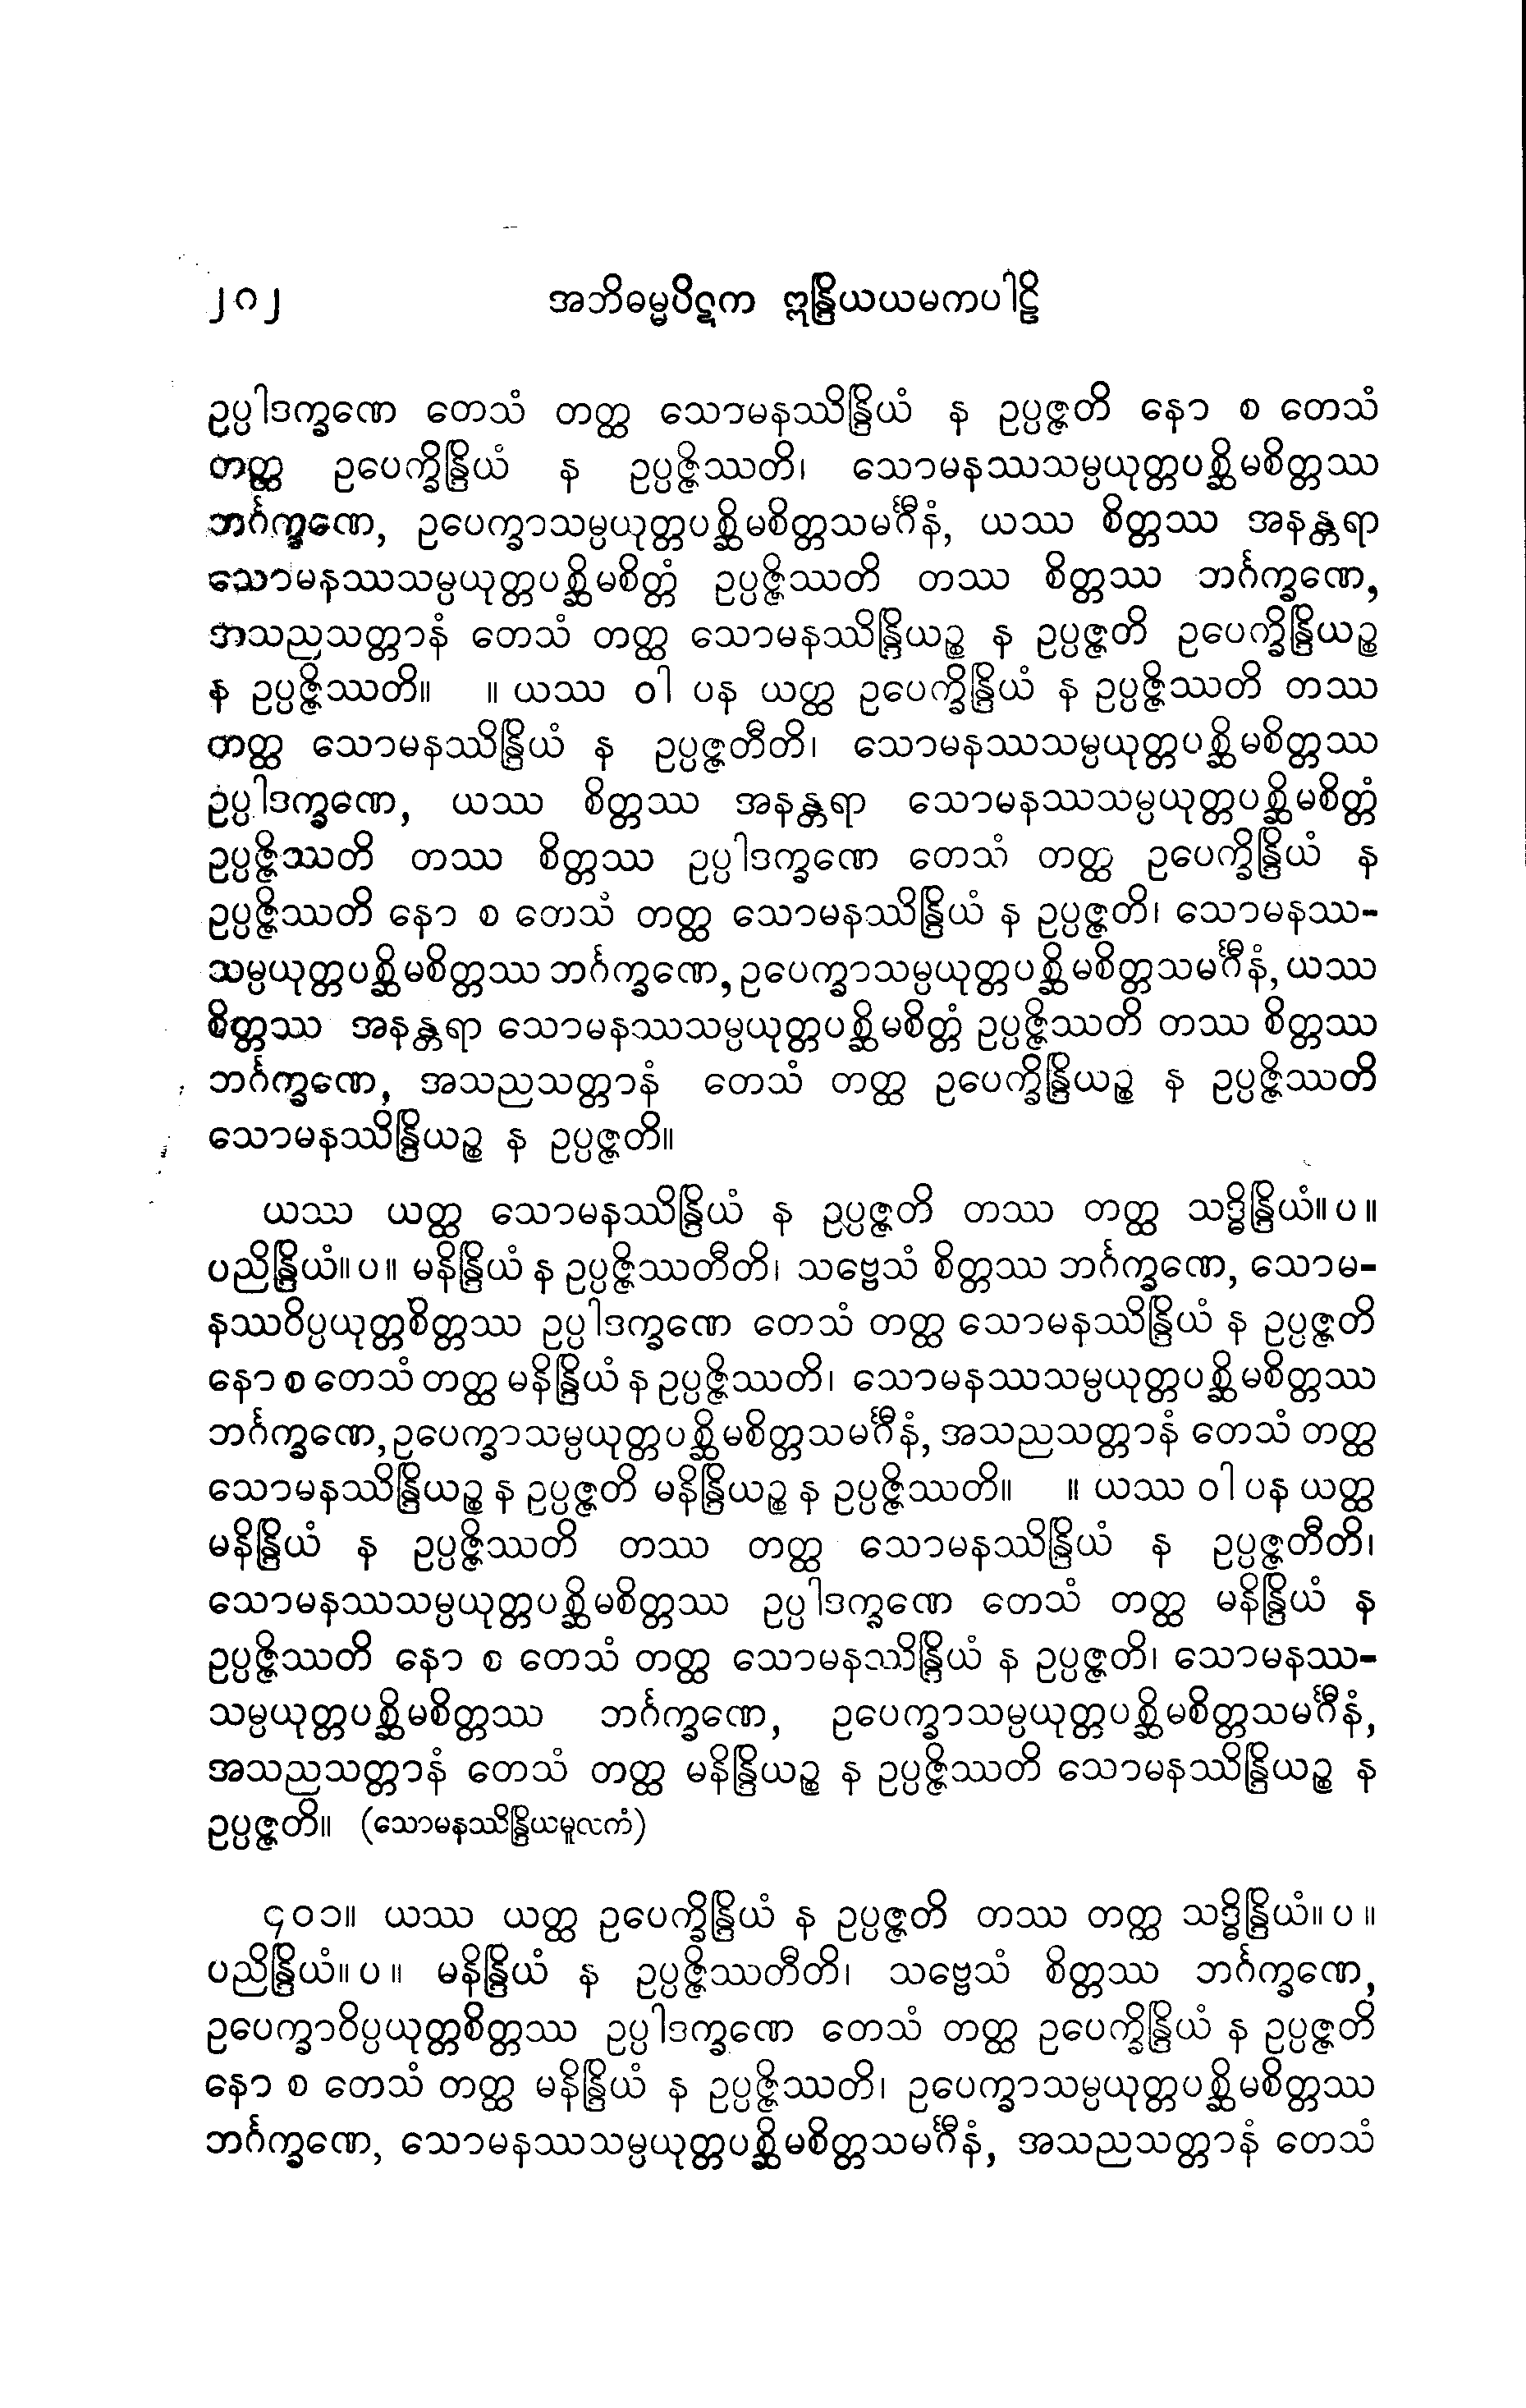 ၂၀၂ အဘိဓမ္မပိဋက ဣန္ဒြိယယမကပါဠိ
ဥပ္ပါဒက္ခဏေ တေသံ တတ္ထ သောမနဿိန္ဒြိယံ န ဥပ္ပဇ္ဇတိ နော စ တေသံ
တတ္ထ ဥပေက္ခိန္ဒြိယံ န ဥပ္ပဇ္ဇိဿတိ၊ သောမနဿသမ္ပယုတ္တပစ္ဆိမစိတ္တဿ
ဘင်္ဂက္ခဏေ, ဥပေက္ခာသမ္ပယုတ္တပစ္ဆိမစိတ္တသမင်္ဂီနံ, ယဿ စိတ္တဿ အနန္တရာ
သောမနဿသမ္ပယုတ္တပစ္ဆိမစိတ္တံ ဥပ္ပဇ္ဇိဿတိ တဿ စိတ္တဿ ဘင်္ဂက္ခဏေ,
အသညသတ္တာနံ တေသံ တတ္ထ သောမနဿိန္ဒြိယဉ္စ န ဥပ္ပဇ္ဇတိ ဥပေက္ခိန္ဒြိယဉ္စ
န ဥပ္ပဇ္ဇိဿတိ။ ။ ယဿ ဝါ ပန ယတ္ထ ဥပေက္ခိန္ဒြိယံ န ဥပ္ပဇ္ဇိဿတိ တဿ
တတ္ထ သောမနဿိန္ဒြိယံ န ဥပ္ပဇ္ဇတီတိ၊ သောမနဿသမ္ပယုတ္တပစ္ဆိမစိတ္တဿ
ဥပ္ပါဒက္ခဏေ, ယဿ စိတ္တဿ အနန္တရာ သောမနဿသမ္ပယုတ္တပစ္ဆိမစိတ္တံ
ဥပ္ပဇ္ဇိဿတိ တဿ စိတ္တဿ ဥပ္ပါဒက္ခဏေ တေသံ တတ္ထ ဥပေက္ခိန္ဒြိယံ န
ဥပ္ပဇ္ဇိဿတိ နော စ တေသံ တတ္ထ သောမနဿိန္ဒြိယံ န ဥပ္ပဇ္ဇတိ၊ သောမနဿ-
သမ္ပယုတ္တပစ္ဆိမစိတ္တဿ ဘင်္ဂက္ခဏေ, ဥပေက္ခာသမ္ပယုတ္တပစ္ဆိမစိတ္တသမင်္ဂီနံ, ယဿ
စိတ္တဿ အနန္တရာ သောမနဿသမ္ပယုတ္တပစ္ဆိမစိတ္တံ ဥပ္ပဇ္ဇိဿတိ တဿ စိတ္တဿ
ဘင်္ဂက္ခဏေ, အသညသတ္တာနံ တေသံ တတ္ထ ဥပေက္ခိန္ဒြိယဉ္စ န ဥပ္ပဇ္ဇိဿတိ
သောမနဿိန္ဒြိယဉ္စ န ဥပ္ပဇ္ဇတိ။
ယဿ ယတ္ထ သောမနဿိန္ဒြိယံ န ဥပ္ပဇ္ဇတိ တဿ တတ္ထ သဒ္ဓိန္ဒြိယံ။ပ။
ပညိန္ဒြိယံ။ပ။ မနိန္ဒြိယံ န ဥပ္ပဇ္ဇိဿတီတိ၊ သဗ္ဗေသံ စိတ္တဿ ဘင်္ဂက္ခဏေ, သောမ-
နဿဝိပ္ပယုတ္တစိတ္တဿ ဥပ္ပါဒက္ခဏေ တေသံ တတ္ထ သောမနဿိန္ဒြိယံ န ဥပ္ပဇ္ဇတိ
နော စ တေသံ တတ္ထ မနိန္ဒြိယံ န ဥပ္ပဇ္ဇိဿတိ၊ သောမနဿသမ္ပယုတ္တပစ္ဆိမစိတ္တဿ
ဘင်္ဂက္ခဏေ, ဥပေက္ခာသမ္ပယုတ္တပစ္ဆိမစိတ္တသမင်္ဂီနံ, အသညသတ္တာနံ တေသံ တတ္ထ
သောမနဿိန္ဒြိယဉ္စ န ဥပ္ပဇ္ဇတိ မနိန္ဒြိယဉ္စ န ဥပ္ပဇ္ဇိဿတိ။ ။ ယဿ ဝါ ပန ယတ္ထ
မနိန္ဒြိယံ န ဥပ္ပဇ္ဇိဿတိ တဿ တတ္ထ သောမနဿိန္ဒြိယံ န ဥပ္ပဇ္ဇတီတိ၊
သောမနဿသမ္ပယုတ္တပစ္ဆိမစိတ္တဿ ဥပ္ပါဒက္ခဏေ တေသံ တတ္ထ မနိန္ဒြိယံ န
ဥပ္ပဇ္ဇိဿတိ နော စ တေသံ တတ္ထ သောမနဿိန္ဒြိယံ န ဥပ္ပဇ္ဇတိ၊ သောမနဿ-
သမ္ပယုတ္တပစ္ဆိမစိတ္တဿ ဘင်္ဂက္ခဏေ, ဥပေက္ခာသမ္ပယုတ္တပစ္ဆိမစိတ္တသမင်္ဂီနံ,
အသညသတ္တာနံ တေသံ တတ္ထ မနိန္ဒြိယဉ္စ န ဥပ္ပဇ္ဇိဿတိ သောမနဿိန္ဒြိယဉ္စ န
ဥပ္ပဇ္ဇတိ။ (သောမနဿိန္ဒြိယမူလကံ)
၄၀၁။ ယဿ ယတ္ထ ဥပေက္ခိန္ဒြိယံ န ဥပ္ပဇ္ဇတိ တဿ တတ္ထ သဒ္ဓိန္ဒြိယံ။ပ။
ပညိန္ဒြိယံ။ပ။ မနိန္ဒြိယံ န ဥပ္ပဇ္ဇိဿတီတိ၊ သဗ္ဗေသံ စိတ္တဿ ဘင်္ဂက္ခဏေ,
ဥပေက္ခာဝိပ္ပယုတ္တစိတ္တဿ ဥပ္ပါဒက္ခဏေ တေသံ တတ္ထ ဥပေက္ခိန္ဒြိယံ န ဥပ္ပဇ္ဇတိ
နော စ တေသံ တတ္ထ မနိန္ဒြိယံ န ဥပ္ပဇ္ဇိဿတိ၊ ဥပေက္ခာသမ္ပယုတ္တပစ္ဆိမစိတ္တဿ
ဘင်္ဂက္ခဏေ, သောမနဿသမ္ပယုတ္တပစ္ဆိမစိတ္တသမင်္ဂီနံ, အသညသတ္တာနံ တေသံ